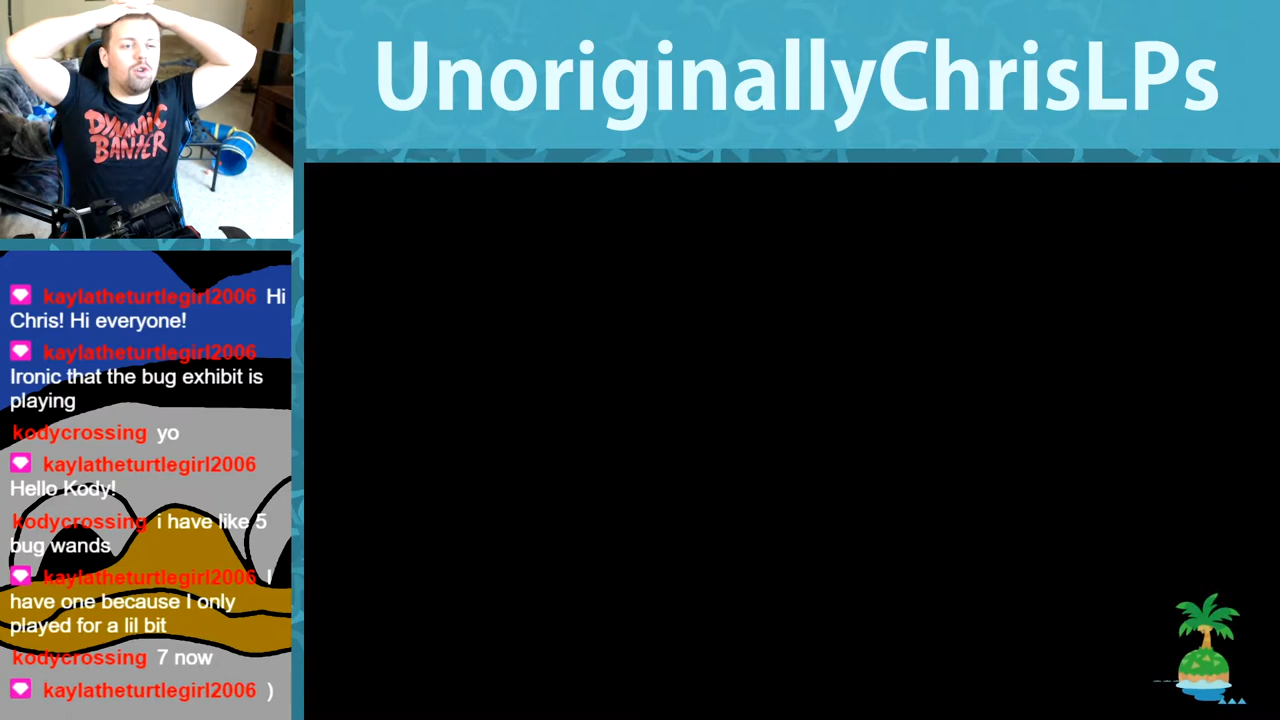 UnoriginallyChrisLPs
DYNAMIC
BANTER
kaylatheturtlegirl2006 Hi
Chris! Hi everyone!
kaylatheturtlegirl2006
Ironic that the bug exhibit is
playing
kodycrossing yo
kaylatheturtlegirl2006
Hello Kody!
kodycrossing i have like 5
bug wands
kaylatheturtlegirl2006 I
have one because I only
played for a lil bit
kodycrossing 7 now
kaylatheturtlegirl2006 )